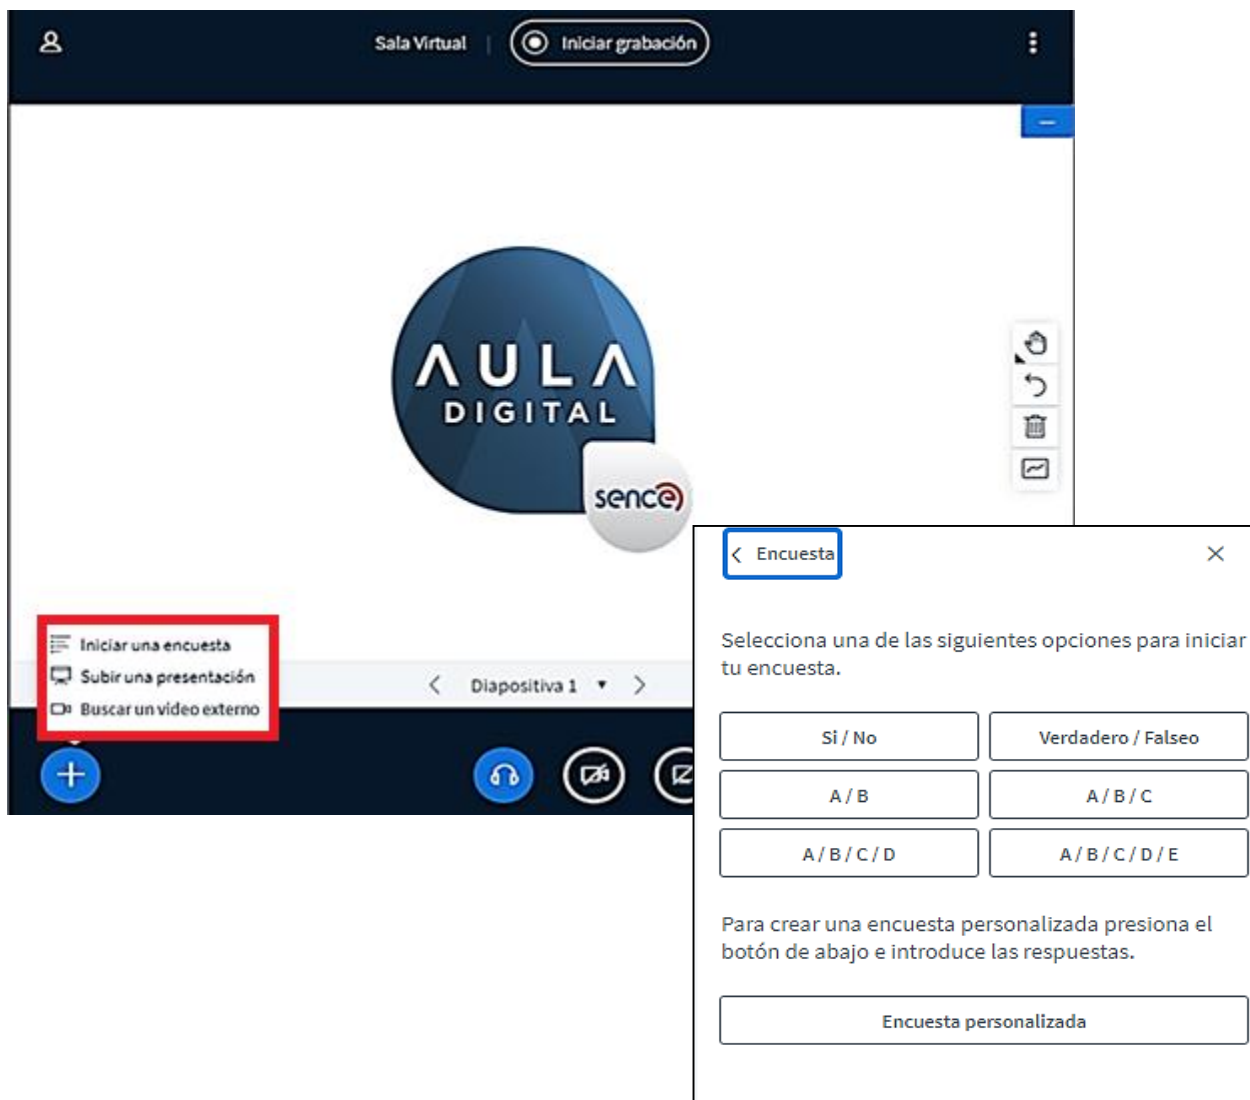 Sala Virtual | Iniciar grabación
AULA
DIGITAL
sence
Iniciar una encuesta
Subir una presentación
Buscar un video externo
Diapositiva 1
Encuesta
Selecciona una de las siguientes opciones para iniciar
tu encuesta.
Si / No
Verdadero / Falseo
A / B
A / B / C
A / B / C / D
A / B / C / D / E
Para crear una encuesta personalizada presiona el
botón de abajo e introduce las respuestas.
Encuesta personalizada